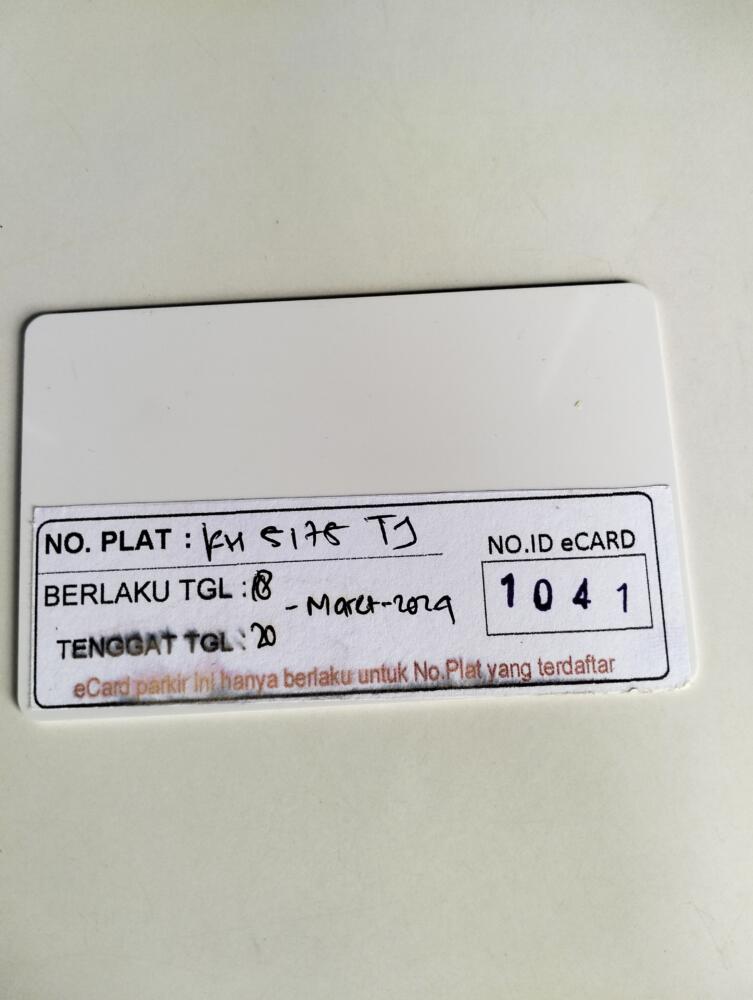 NO. PLAT : KH 5175 TJ
NO.ID eCARD
BERLAKU TGL : 18 - Maret - 2029
1041
TENGGAT TGL : 20
eCard parkir ini hanya berlaku untuk No.Plat yang terdaftar